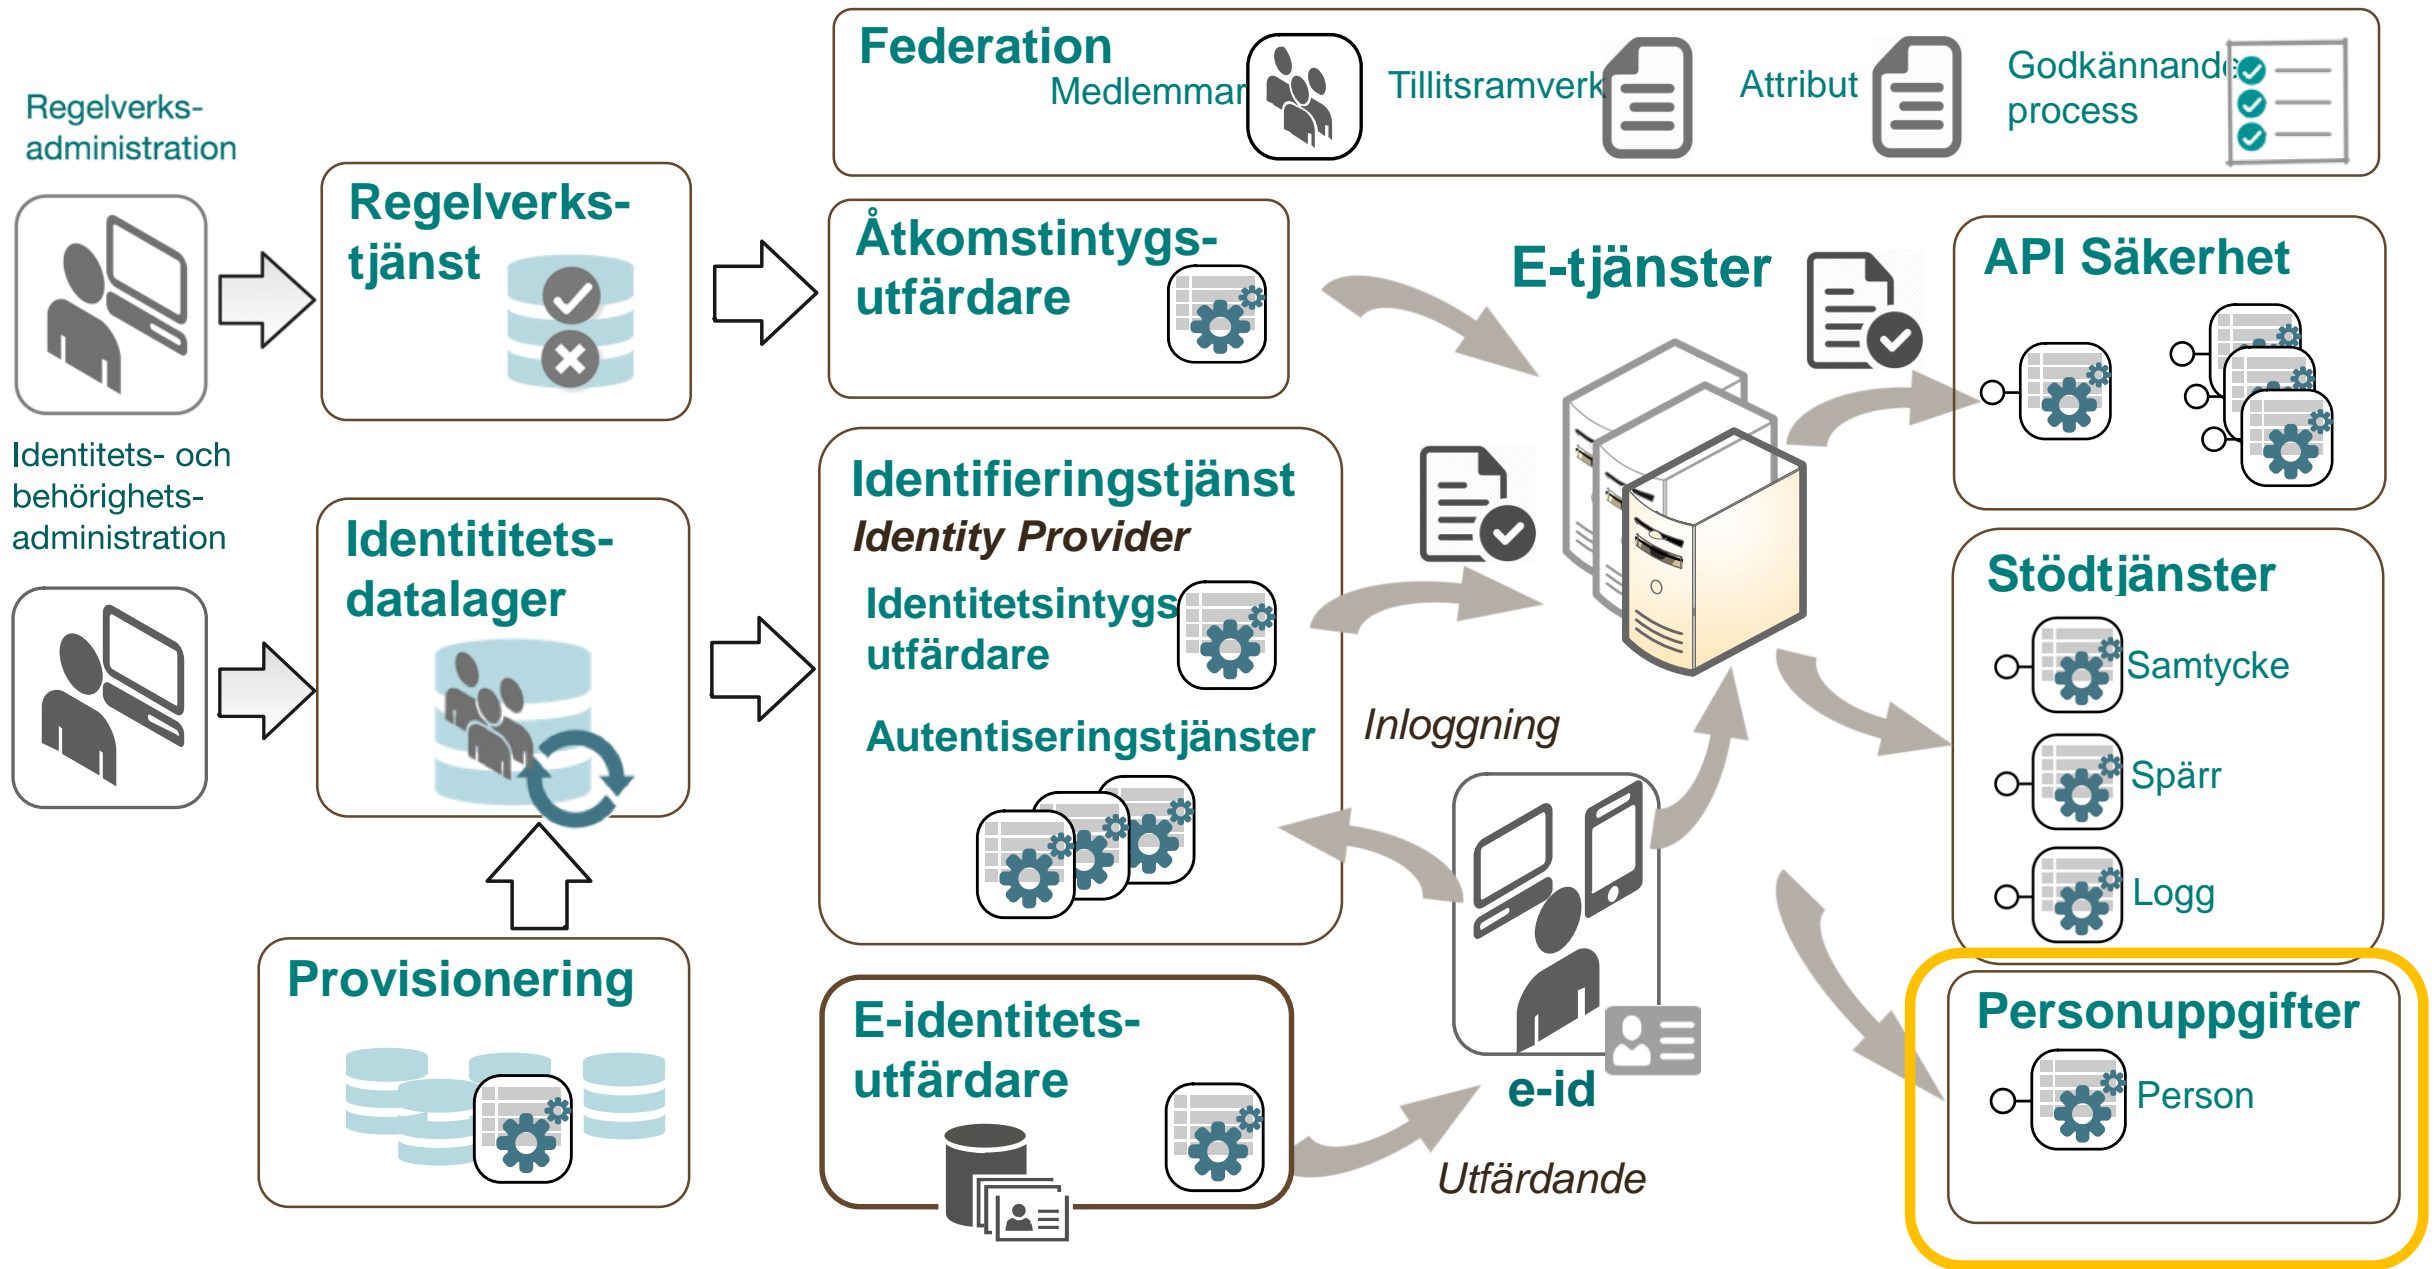 Federation
Medlemmar
Tillitsramverk
Attribut
Godkännande
process
Regelverks-
administration
Regelverks-
tjänst
Åtkomstintygs-
utfärdare
E-tjänster
API Säkerhet
Identitets- och
behörighets-
administration
Identititets-
datalager
Identifieringstjänst
Identity Provider
Identitetsintygs
utfärdare
Autentiseringstjänster
Inloggning
Stödtjänster
Samtycke
Spärr
Logg
Provisionering
E-identitets-
utfärdare
e-id
Utfärdande
Personuppgifter
Person